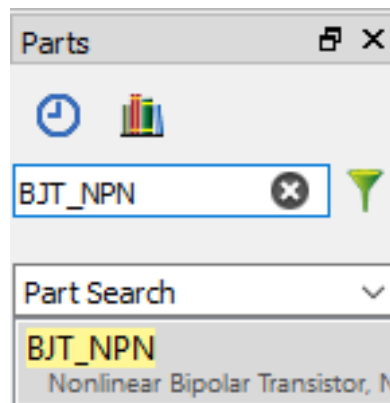 Parts
BJT_NPN
Part Search
BJT_NPN
Nonlinear Bipolar Transistor, N